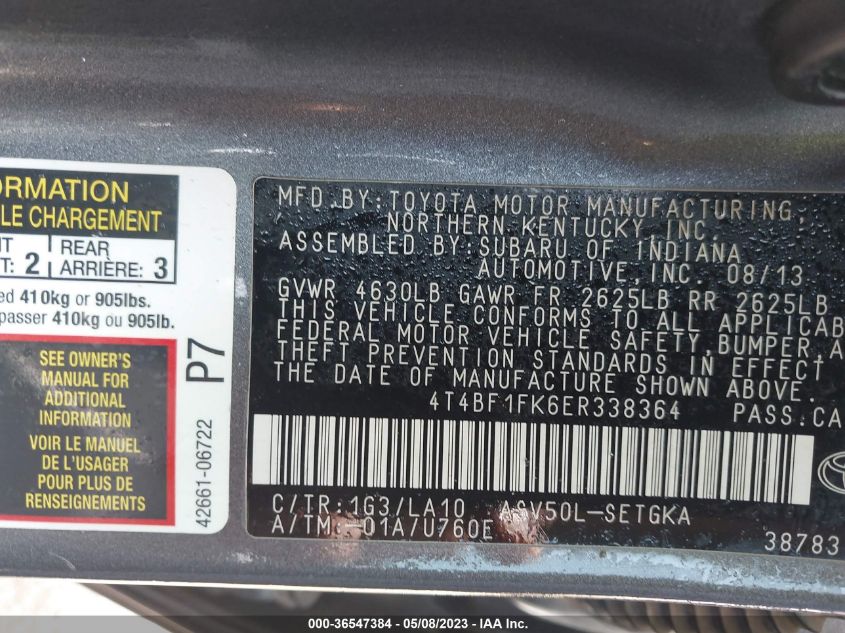 ORMATION
LE CHARGEMENT
T: 2
REAR
ARRIÈRE: 3
ed 410kg or 905lbs.
passer 410kg ou 905lb.
SEE OWNER'S
MANUAL FOR
ADDITIONAL
INFORMATION
VOIR LE MANUEL
DE L'USAGER
POUR PLUS DE
RENSEIGNEMENTS
P7
42661-06722
MFD.BY:TOYOTA MOTOR MANUFACTURING,
NORTHERN KENTUCKY, INC.
ASSEMBLED BY:SUBARU OF INDIANA
AUTOMOTIVE,INC. 08/13
GVWR 4630LB GAWR FR 2625LB RR 2625LB
THIS VEHICLE CONFORMS TO ALL APPLICAB
FEDERAL MOTOR VEHICLE SAFETY,BUMPER,A
THEFT PREVENTION STANDARDS IN EFFECT
THE DATE OF MANUFACTURE SHOWN ABOVE.
4T4BF1FK6ER338364 PASS.CA
C/TR:1G3/LA10 ASV50L-SETGKA
A/TM:-01A/U760E
38783
000-36547384 - 05/08/2023 - © IAA, Inc.